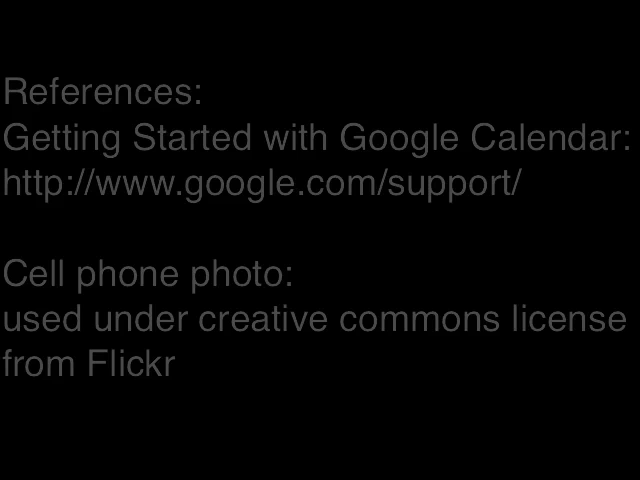 References:
Getting Started with Google Calendar:
http://www.google.com/support/
Cell phone photo:
used under creative commons license
from Flickr